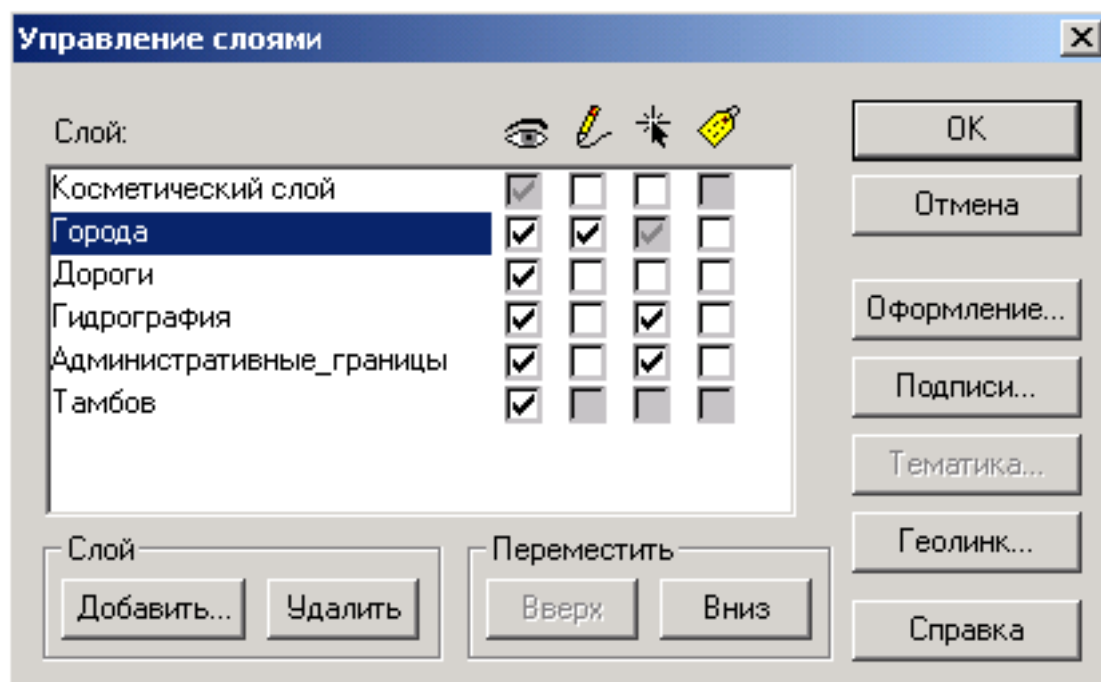 Управление слоями
Слой:
OK
Косметический слой
Отмена
Города
Дороги
Гидрография
Оформление...
Административные_границы
Подписи...
Тамбов
Тематика...
Геолинк...
Слой
Переместить
Добавить...
Удалить
Вверх
Вниз
Справка